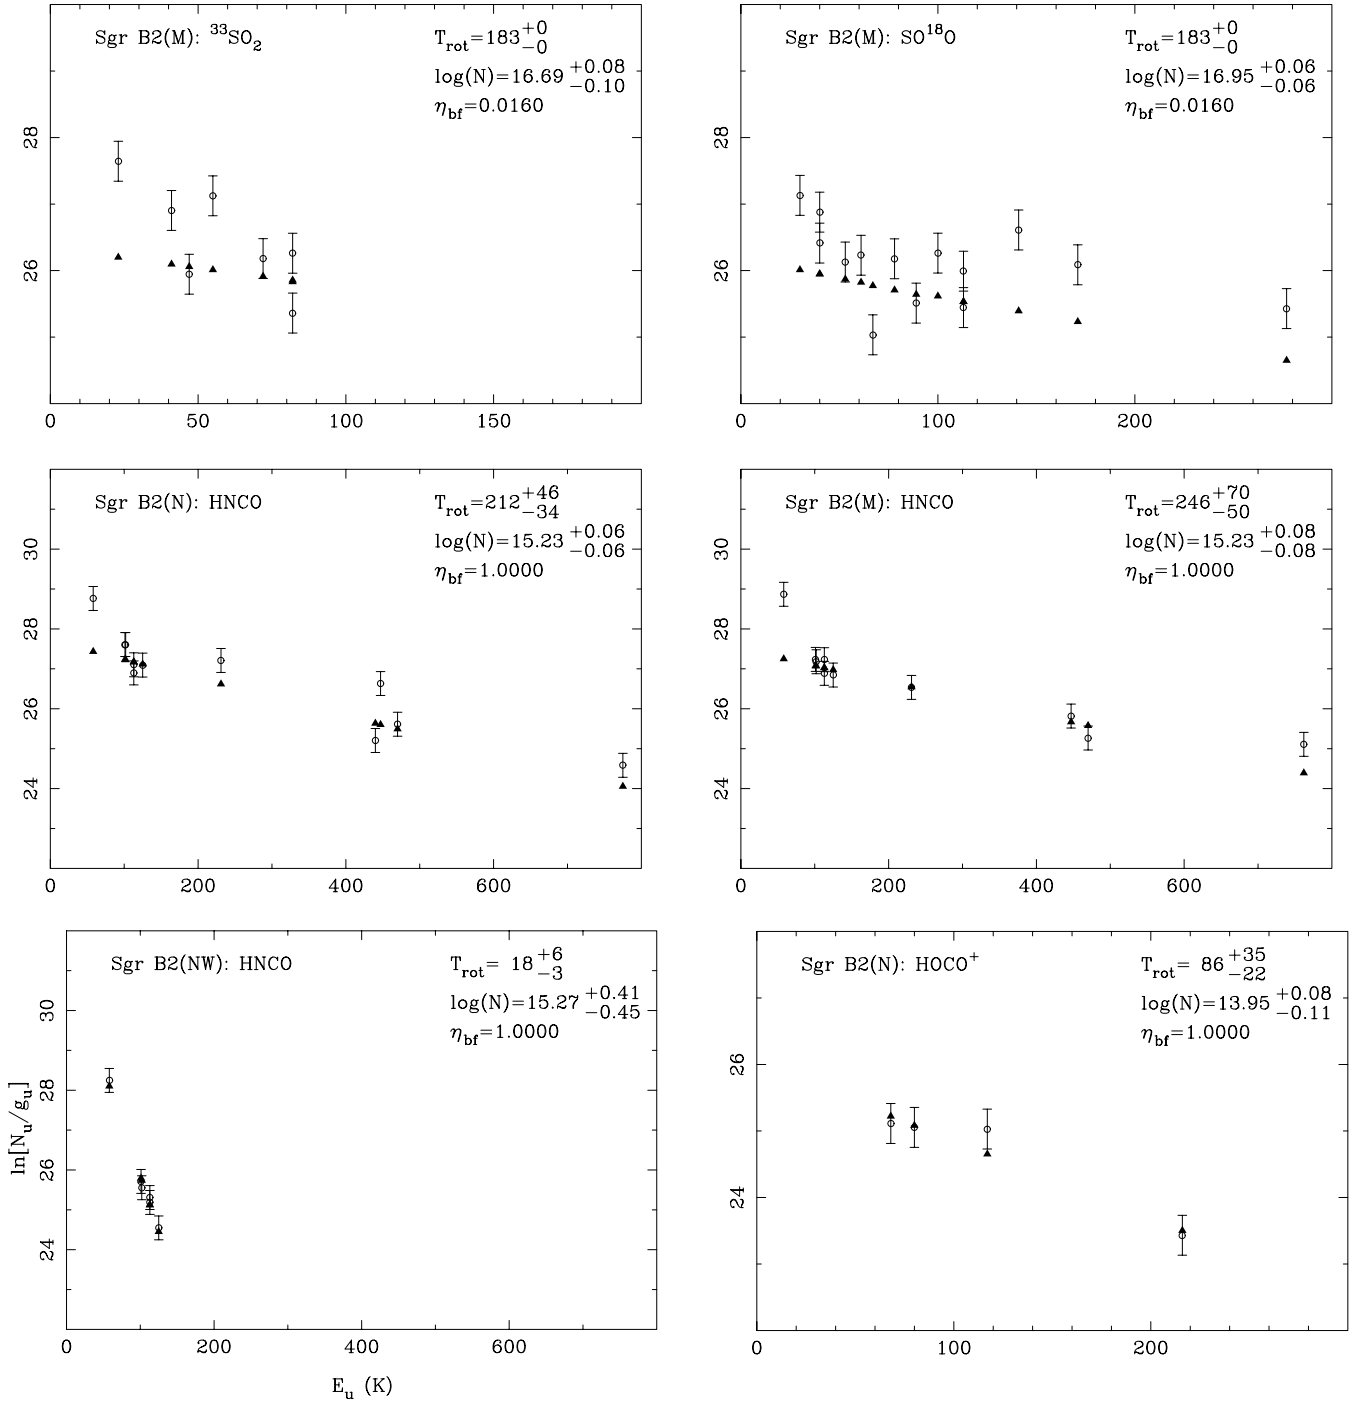 Sgr B2(M): ³³SO₂
T_rot=183 +0 −0
log(N)=16.69 +0.08 −0.10
η_bf=0.0160
28
26
0 50 100 150
Sgr B2(M): SO¹⁸O
T_rot=183 +0 −0
log(N)=16.95 +0.06 −0.06
η_bf=0.0160
28
26
0 100 200
Sgr B2(N): HNCO
T_rot=212 +46 −34
log(N)=15.23 +0.06 −0.06
η_bf=1.0000
30
28
26
24
0 200 400 600
Sgr B2(M): HNCO
T_rot=246 +70 −50
log(N)=15.23 +0.08 −0.08
η_bf=1.0000
30
28
26
24
0 200 400 600
Sgr B2(NW): HNCO
T_rot= 18 +6 −3
log(N)=15.27 +0.41 −0.45
η_bf=1.0000
30
28
26
24
ln[N_u/g_u]
0 200 400 600
E_u (K)
Sgr B2(N): HOCO⁺
T_rot= 86 +35 −22
log(N)=13.95 +0.08 −0.11
η_bf=1.0000
26
24
0 100 200